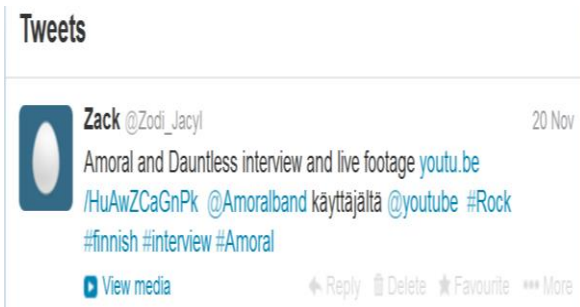 Tweets
Zack @Zodi_Jacyl 20 Nov
Amoral and Dauntless interview and live footage youtu.be
/HuAwZCaGnPk @Amoralband käyttäjältä @youtube #Rock
#finnish #interview #Amoral
View media Reply Delete Favourite More